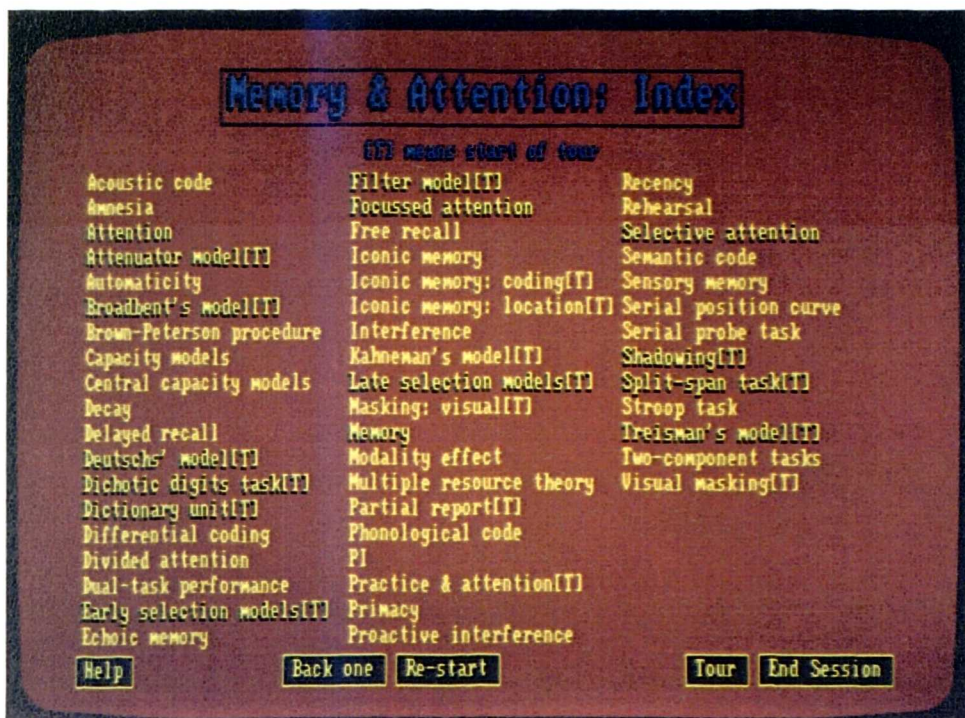 Memory & Attention: Index
[T] means start of tour
Acoustic code
Amnesia
Attention
Attenuator model[T]
Automaticity
Broadbent's model[T]
Brown-Peterson procedure
Capacity models
Central capacity models
Decay
Delayed recall
Deutschs' model[T]
Dichotic digits task[T]
Dictionary unit[T]
Differential coding
Divided attention
Dual-task performance
Early selection models[T]
Echoic memory
Filter model[T]
Focussed attention
Free recall
Iconic memory
Iconic memory: coding[T]
Iconic memory: location[T]
Interference
Kahneman's model[T]
Late selection models[T]
Masking: visual[T]
Memory
Modality effect
Multiple resource theory
Partial report[T]
Phonological code
PI
Practice & attention[T]
Primacy
Proactive interference
Recency
Rehearsal
Selective attention
Semantic code
Sensory memory
Serial position curve
Serial probe task
Shadowing[T]
Split-span task[T]
Stroop task
Treisman's model[T]
Two-component tasks
Visual masking[T]
Help
Back one
Re-start
Tour
End Session